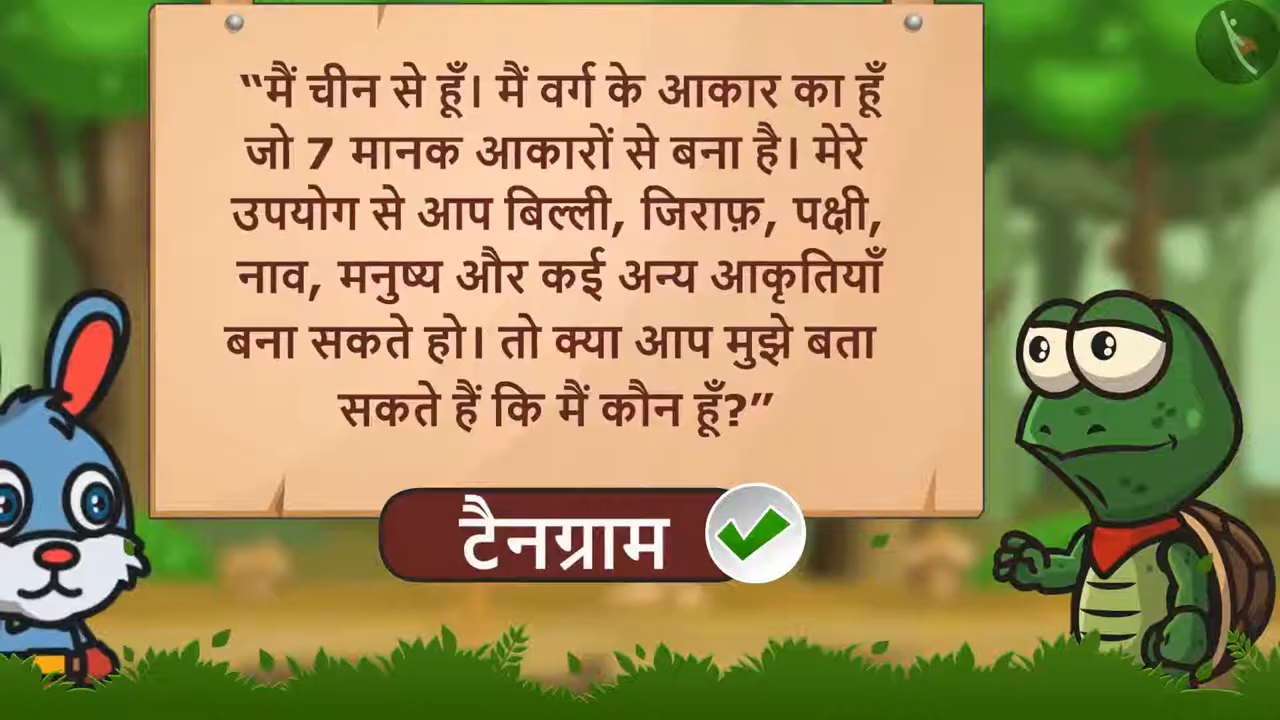 “मैं चीन से हूँ। मैं वर्ग के आकार का हूँ
जो 7 मानक आकारों से बना है। मेरे
उपयोग से आप बिल्ली, जिराफ़, पक्षी,
नाव, मनुष्य और कई अन्य आकृतियाँ
बना सकते हो। तो क्या आप मुझे बता
सकते हैं कि मैं कौन हूँ?”
टैनग्राम